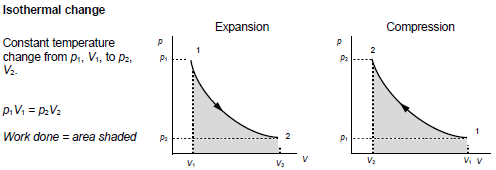 Isothermal change
Constant temperature
change from p₁, V₁, to p₂,
V₂.
p₁V₁ = p₂V₂
Work done = area shaded
Expansion
p
1
p₁
p₂
2
V₁
V₂
V
Compression
p
2
p₂
p₁
1
V₂
V₁ V